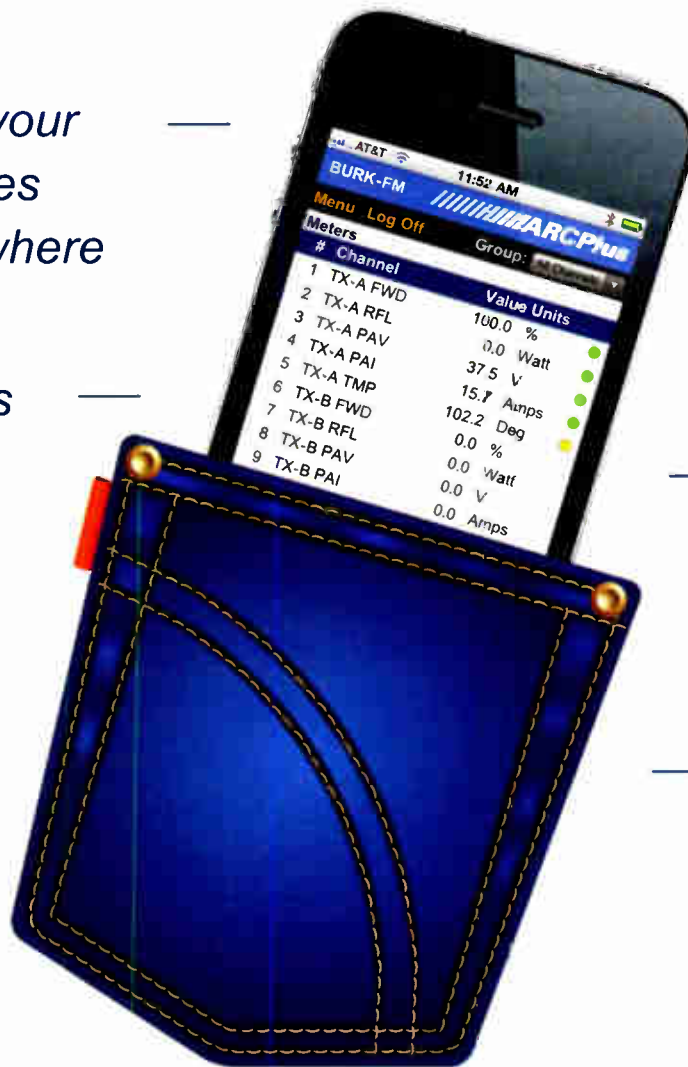 your
es
where
s
AT&T 11:52 AM
BURK-FM ARCPlus
Menu Log Off Group: All Channels
Meters
# Channel Value Units
1 TX-A FWD 100.0 %
2 TX-A RFL 0.0 Watt
3 TX-A PAV 37.5 V
4 TX-A PAI 15.7 Amps
5 TX-A TMP 102.2 Deg
6 TX-B FWD 0.0 %
7 TX-B RFL 0.0 Watt
8 TX-B PAV 0.0 V
9 TX-B PAI 0.0 Amps